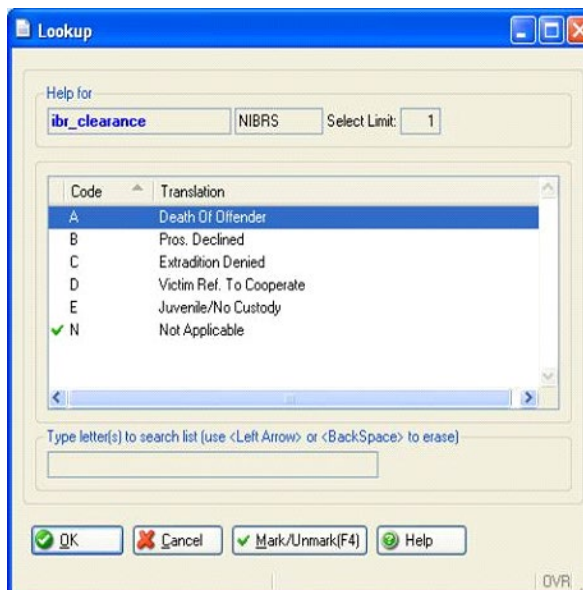 Lookup
Help for
ibr_clearance NIBRS Select Limit: 1
Code Translation
A Death Of Offender
B Pros. Declined
C Extradition Denied
D Victim Ref. To Cooperate
E Juvenile/No Custody
N Not Applicable
Type letter(s) to search list (use <Left Arrow> or <BackSpace> to erase)
OK Cancel Mark/Unmark(F4) Help
OVR